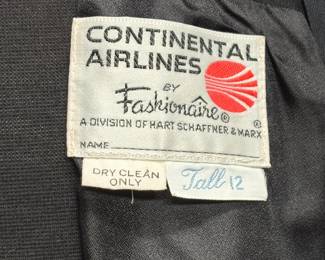 CONTINENTAL
AIRLINES
BY
Fashionaire®
A DIVISION OF HART SCHAFFNER & MARX ®
NAME
DRY CLEAN
ONLY
Tall 12